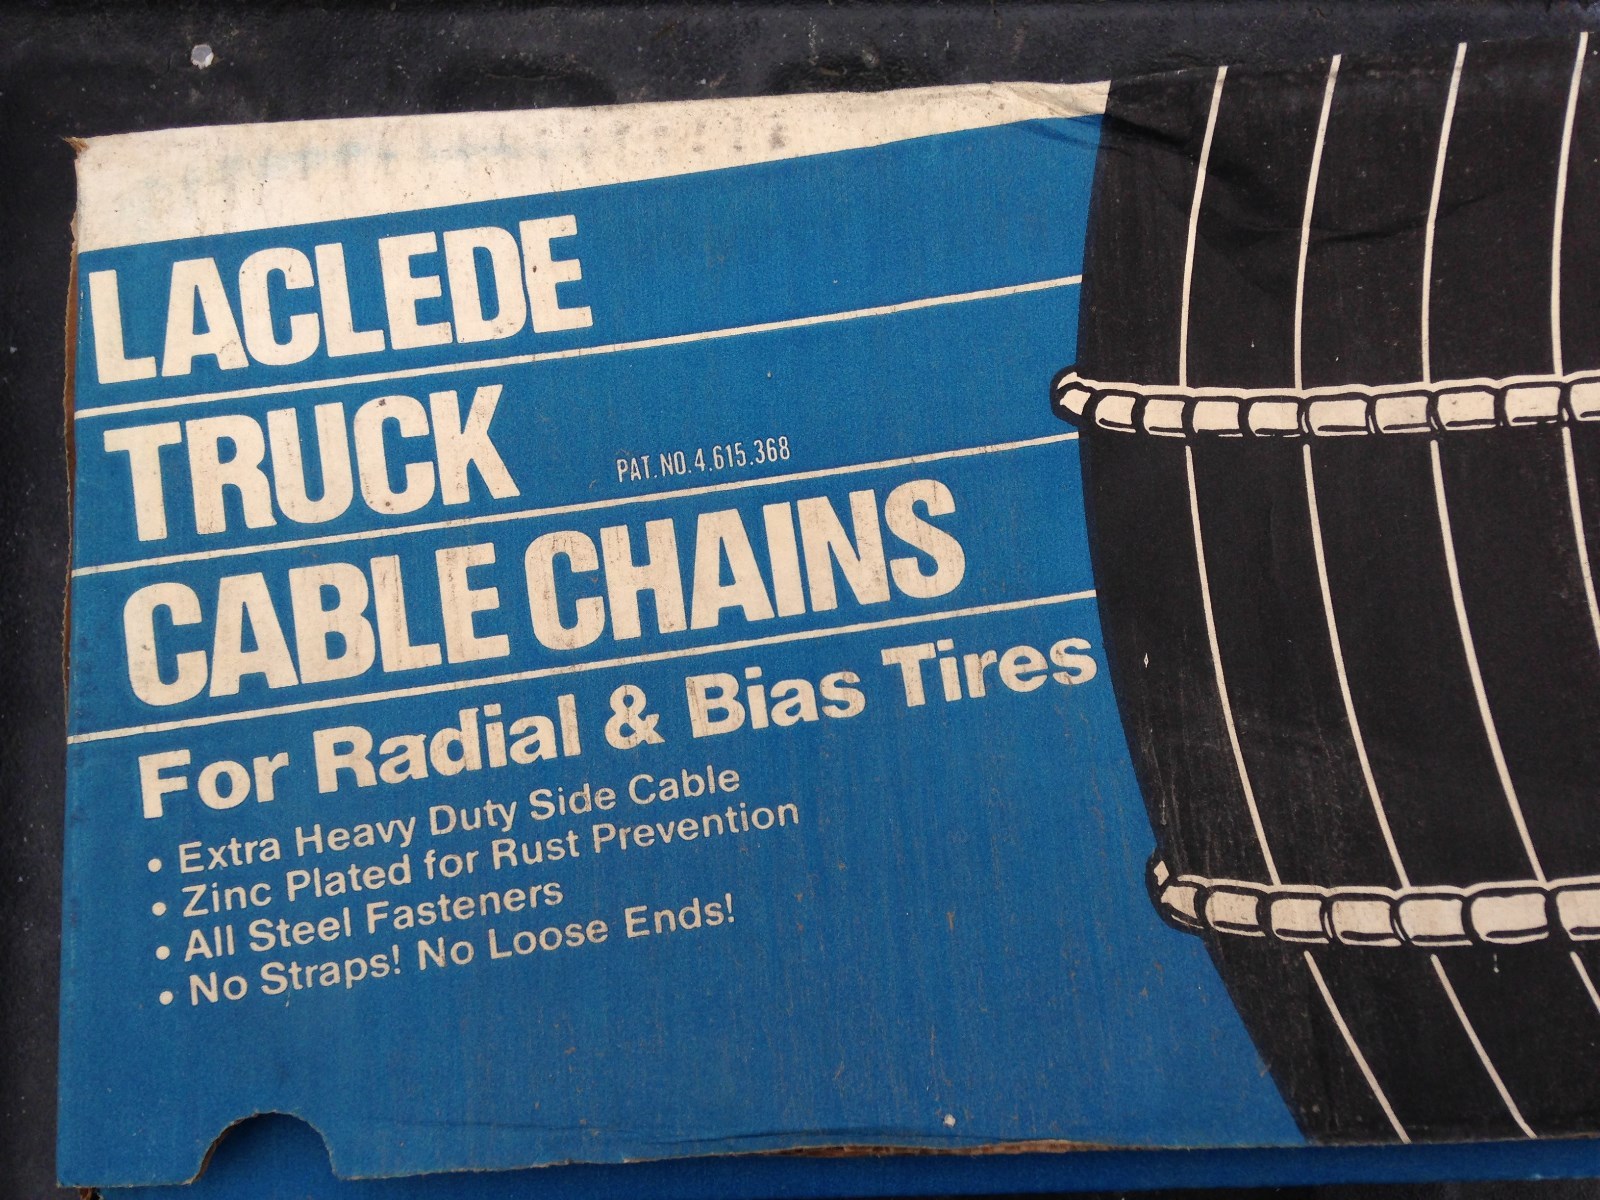 LACLEDE
TRUCK
PAT. NO. 4.615.368
CABLE CHAINS
For Radial & Bias Tires
• Extra Heavy Duty Side Cable
• Zinc Plated for Rust Prevention
• All Steel Fasteners
• No Straps! No Loose Ends!